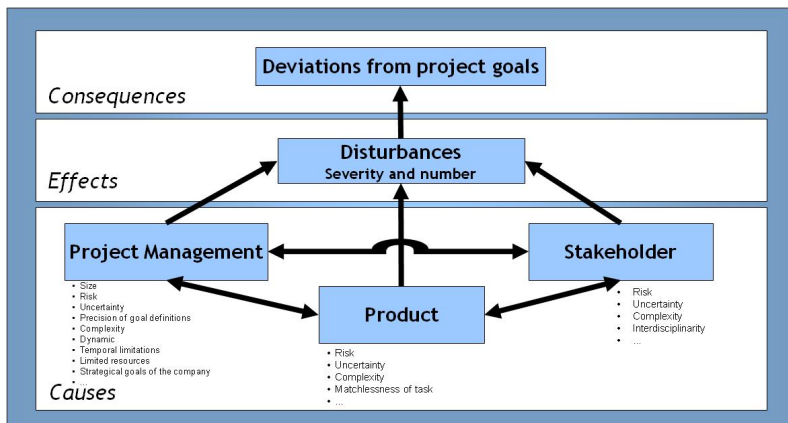 Deviations from project goals
Consequences
Disturbances
Severity and number
Effects
Project Management
• Size
• Risk
• Uncertainty
• Precision of goal definitions
• Complexity
• Dynamic
• Temporal limitations
• Limited resources
• Strategical goals of the company
• ...
Product
• Risk
• Uncertainty
• Complexity
• Matchlessness of task
• ...
Stakeholder
• Risk
• Uncertainty
• Complexity
• Interdisciplinarity
• ...
Causes